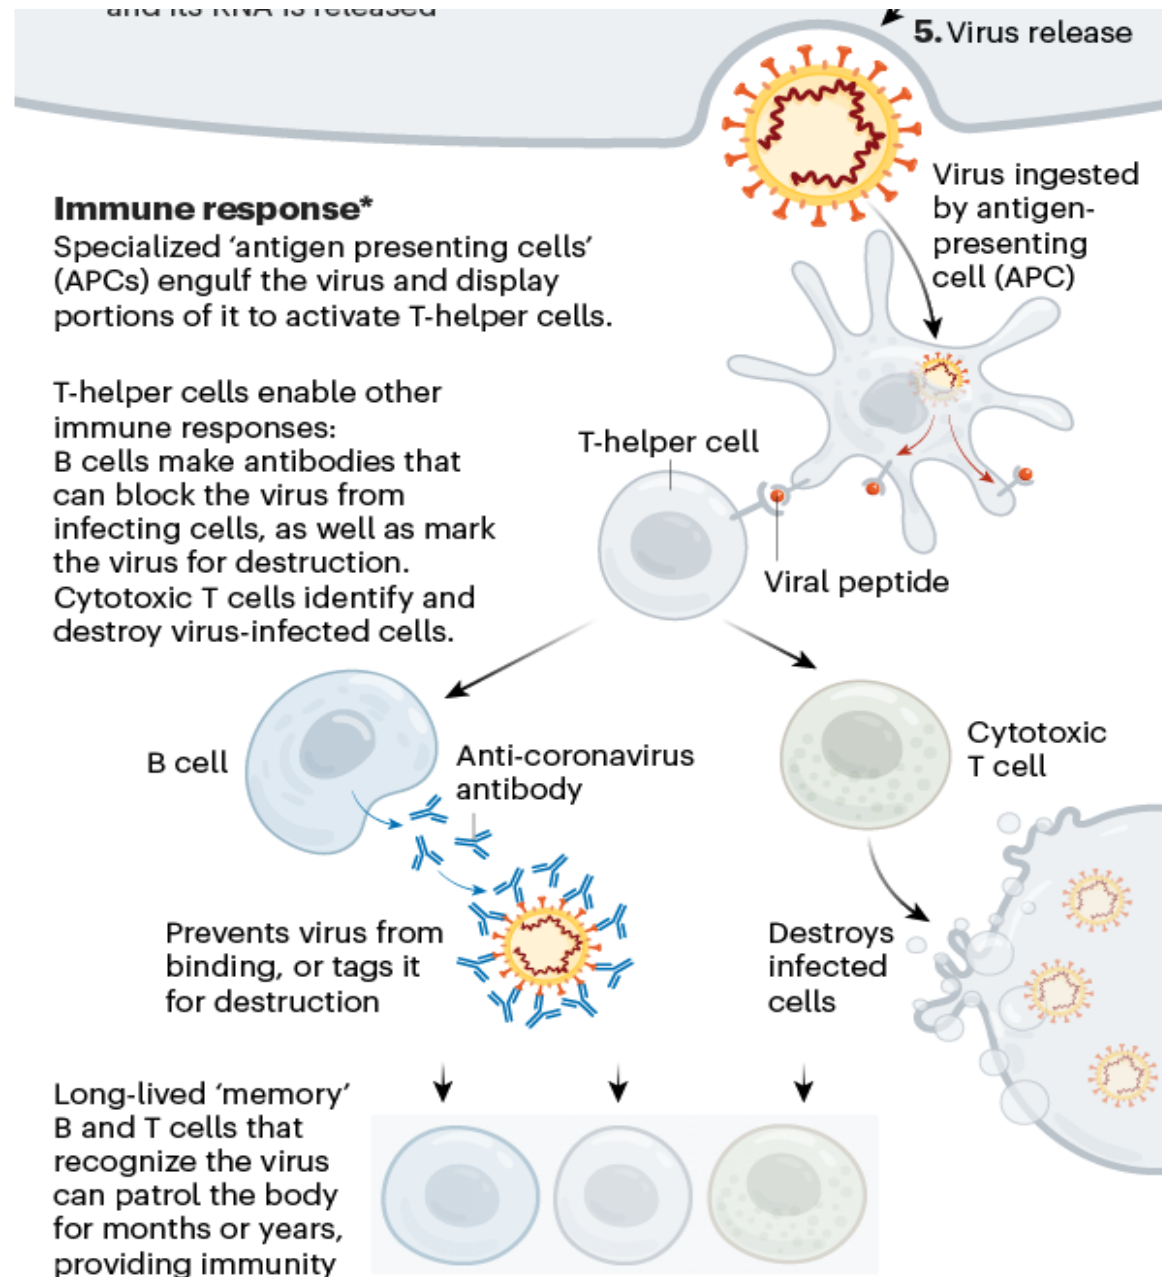 and its RNA is released
5. Virus release
Virus ingested
by antigen-
presenting
cell (APC)
Immune response*
Specialized ‘antigen presenting cells’
(APCs) engulf the virus and display
portions of it to activate T-helper cells.
T-helper cells enable other
immune responses:
B cells make antibodies that
can block the virus from
infecting cells, as well as mark
the virus for destruction.
Cytotoxic T cells identify and
destroy virus-infected cells.
T-helper cell
Viral peptide
B cell
Anti-coronavirus
antibody
Cytotoxic
T cell
Prevents virus from
binding, or tags it
for destruction
Destroys
infected
cells
Long-lived ‘memory’
B and T cells that
recognize the virus
can patrol the body
for months or years,
providing immunity